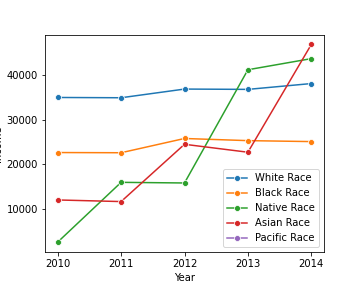 40000
30000
20000
10000
White Race
Black Race
Native Race
Asian Race
Pacific Race
2010 2011 2012 2013 2014
Year